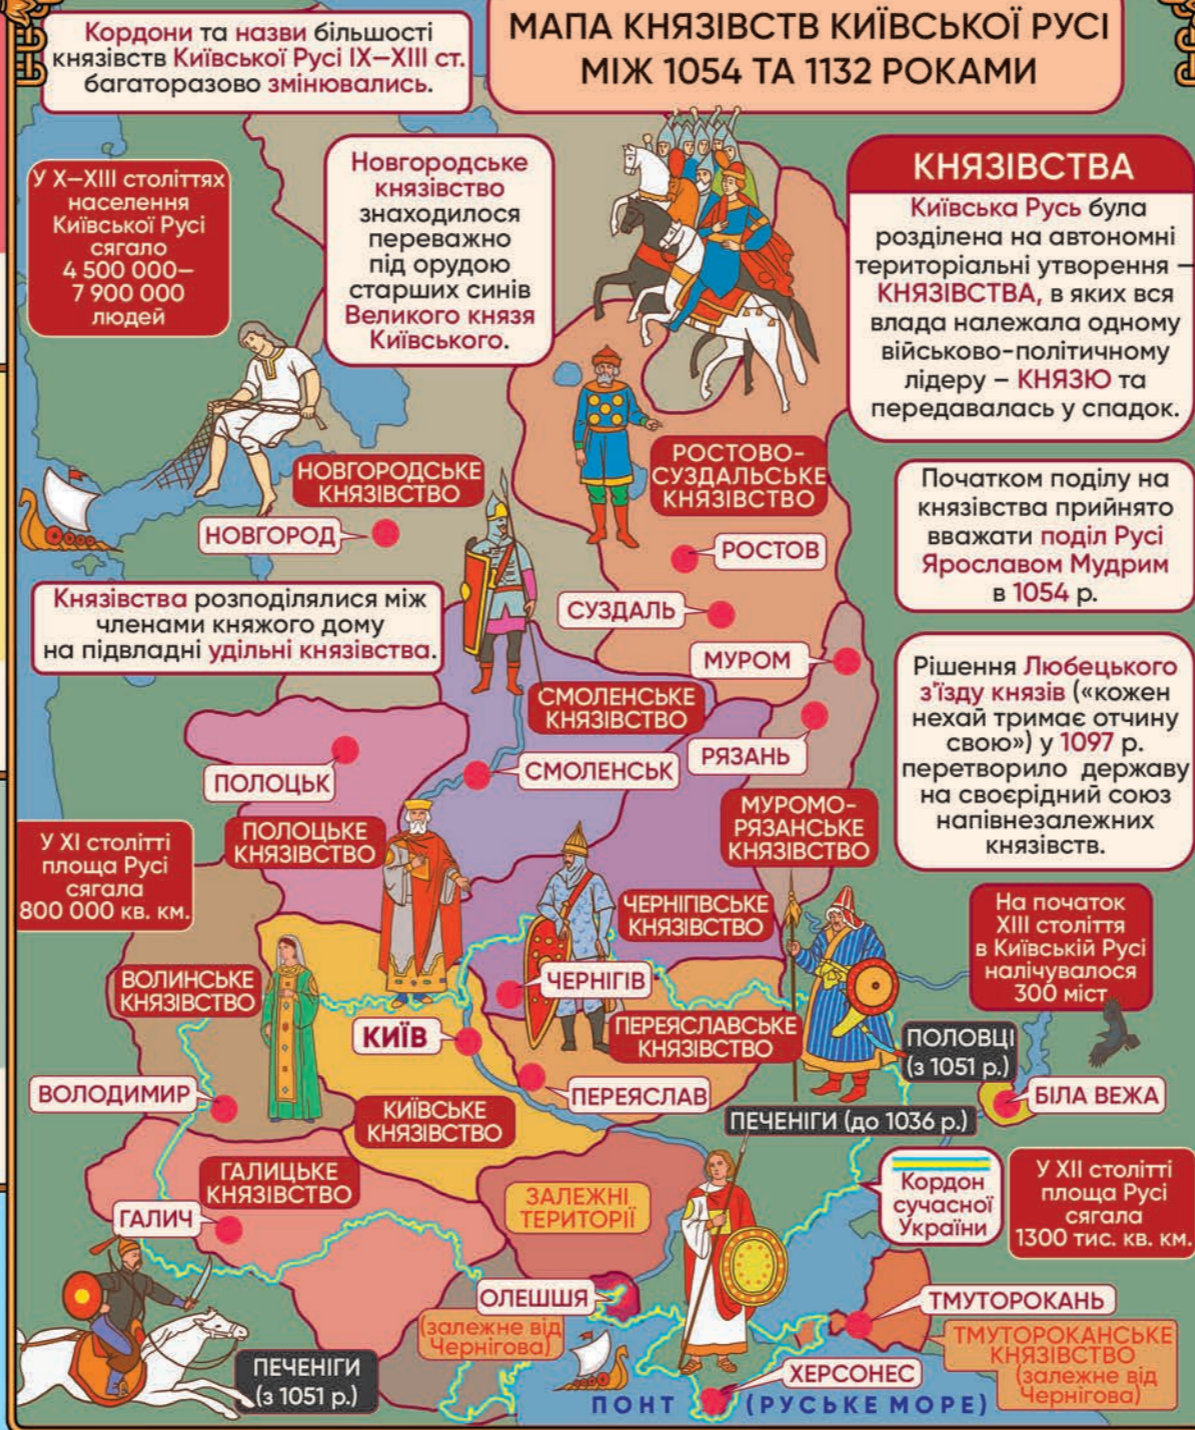 МАПА КНЯЗІВСТВ КИЇВСЬКОЇ РУСІ
МІЖ 1054 ТА 1132 РОКАМИ
Кордони та назви більшості
князівств Київської Русі IX–XIII ст.
багаторазово змінювались.
У X–XIII століттях
населення
Київської Русі
сягало
4 500 000–
7 900 000
людей
Новгородське
князівство
знаходилося
переважно
під орудою
старших синів
Великого князя
Київського.
КНЯЗІВСТВА
Київська Русь була
розділена на автономні
територіальні утворення –
КНЯЗІВСТВА, в яких вся
влада належала одному
військово-політичному
лідеру – КНЯЗЮ та
передавалась у спадок.
НОВГОРОДСЬКЕ
КНЯЗІВСТВО
НОВГОРОД
РОСТОВО-
СУЗДАЛЬСЬКЕ
КНЯЗІВСТВО
РОСТОВ
СУЗДАЛЬ
МУРОМ
Початком поділу на
князівства прийнято
вважати поділ Русі
Ярославом Мудрим
в 1054 р.
Князівства розподілялися між
членами княжого дому
на підвладні удільні князівства.
СМОЛЕНСЬКЕ
КНЯЗІВСТВО
РЯЗАНЬ
СМОЛЕНСЬК
ПОЛОЦЬК
Рішення Любецького
з'їзду князів («кожен
нехай тримає отчину
свою») у 1097 р.
перетворило державу
на своєрідний союз
напівнезалежних
князівств.
У XI столітті
площа Русі
сягала
800 000 кв. км.
ПОЛОЦЬКЕ
КНЯЗІВСТВО
МУРОМО-
РЯЗАНСЬКЕ
КНЯЗІВСТВО
ЧЕРНІГІВСЬКЕ
КНЯЗІВСТВО
На початок
XIII століття
в Київській Русі
налічувалося
300 міст
ВОЛИНСЬКЕ
КНЯЗІВСТВО
ЧЕРНІГІВ
КИЇВ
ПЕРЕЯСЛАВСЬКЕ
КНЯЗІВСТВО
ПОЛОВЦІ
(з 1051 р.)
ВОЛОДИМИР
ПЕРЕЯСЛАВ
БІЛА ВЕЖА
КИЇВСЬКЕ
КНЯЗІВСТВО
ПЕЧЕНІГИ (до 1036 р.)
ГАЛИЦЬКЕ
КНЯЗІВСТВО
ЗАЛЕЖНІ
ТЕРИТОРІЇ
Кордон
сучасної
України
У XII столітті
площа Русі
сягала
1300 тис. кв. км.
ГАЛИЧ
ОЛЕШШЯ
(залежне від
Чернігова)
ТМУТОРОКАНЬ
ТМУТОРОКАНСЬКЕ
КНЯЗІВСТВО
(залежне від
Чернігова)
ПЕЧЕНІГИ
(з 1051 р.)
ХЕРСОНЕС
ПОНТ (РУСЬКЕ МОРЕ)